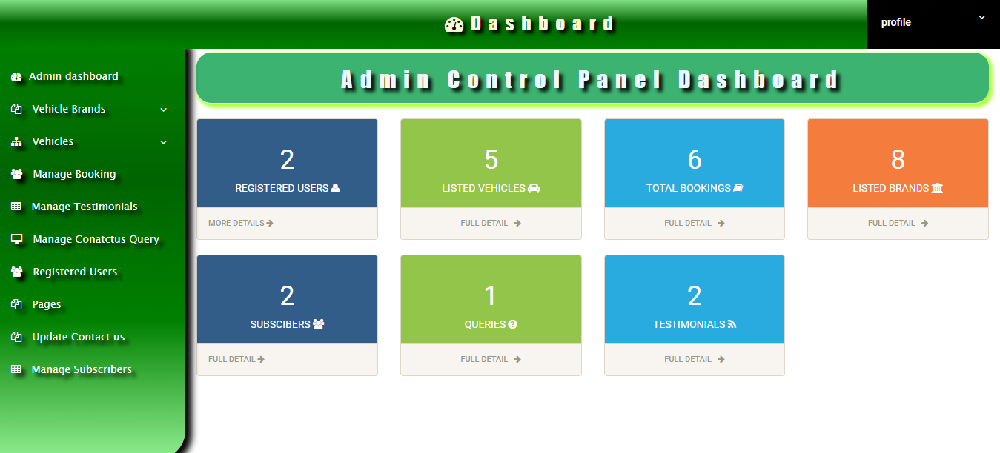 Dashboard
profile
Admin dashboard
Vehicle Brands
Vehicles
Manage Booking
Manage Testimonials
Manage Conatctus Query
Registered Users
Pages
Update Contact us
Manage Subscribers
Admin Control Panel Dashboard
2
REGISTERED USERS
MORE DETAILS
5
LISTED VEHICLES
FULL DETAIL
6
TOTAL BOOKINGS
FULL DETAIL
8
LISTED BRANDS
FULL DETAIL
2
SUBSCIBERS
FULL DETAIL
1
QUERIES
FULL DETAIL
2
TESTIMONIALS
FULL DETAIL